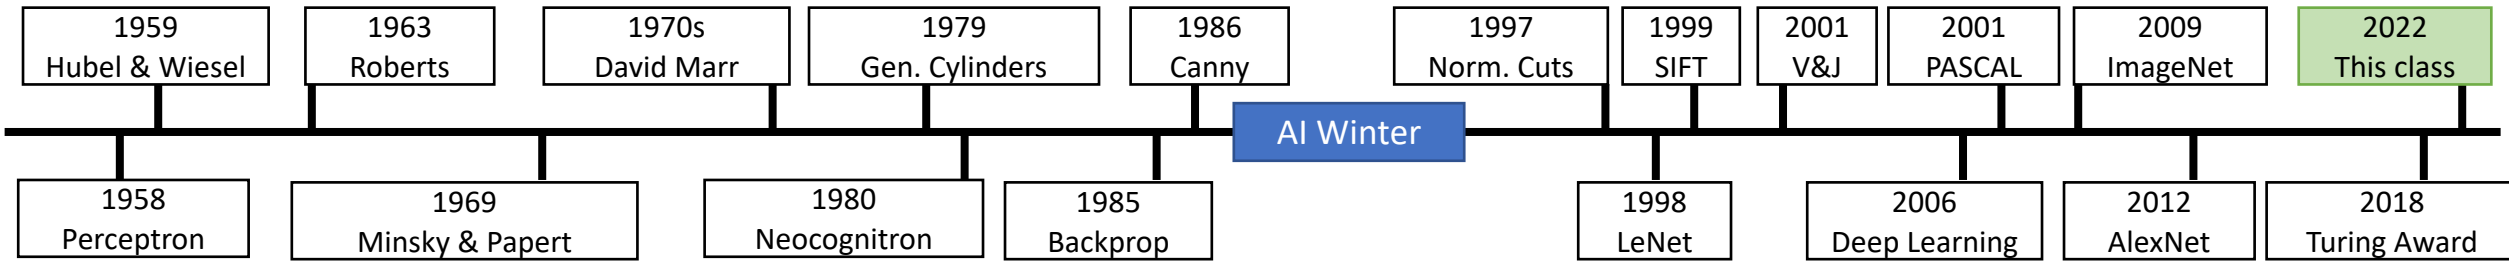 1959
Hubel & Wiesel
1963
Roberts
1970s
David Marr
1979
Gen. Cylinders
1986
Canny
1997
Norm. Cuts
1999
SIFT
2001
V&J
2001
PASCAL
2009
ImageNet
2022
This class
AI Winter
1958
Perceptron
1969
Minsky & Papert
1980
Neocognitron
1985
Backprop
1998
LeNet
2006
Deep Learning
2012
AlexNet
2018
Turing Award